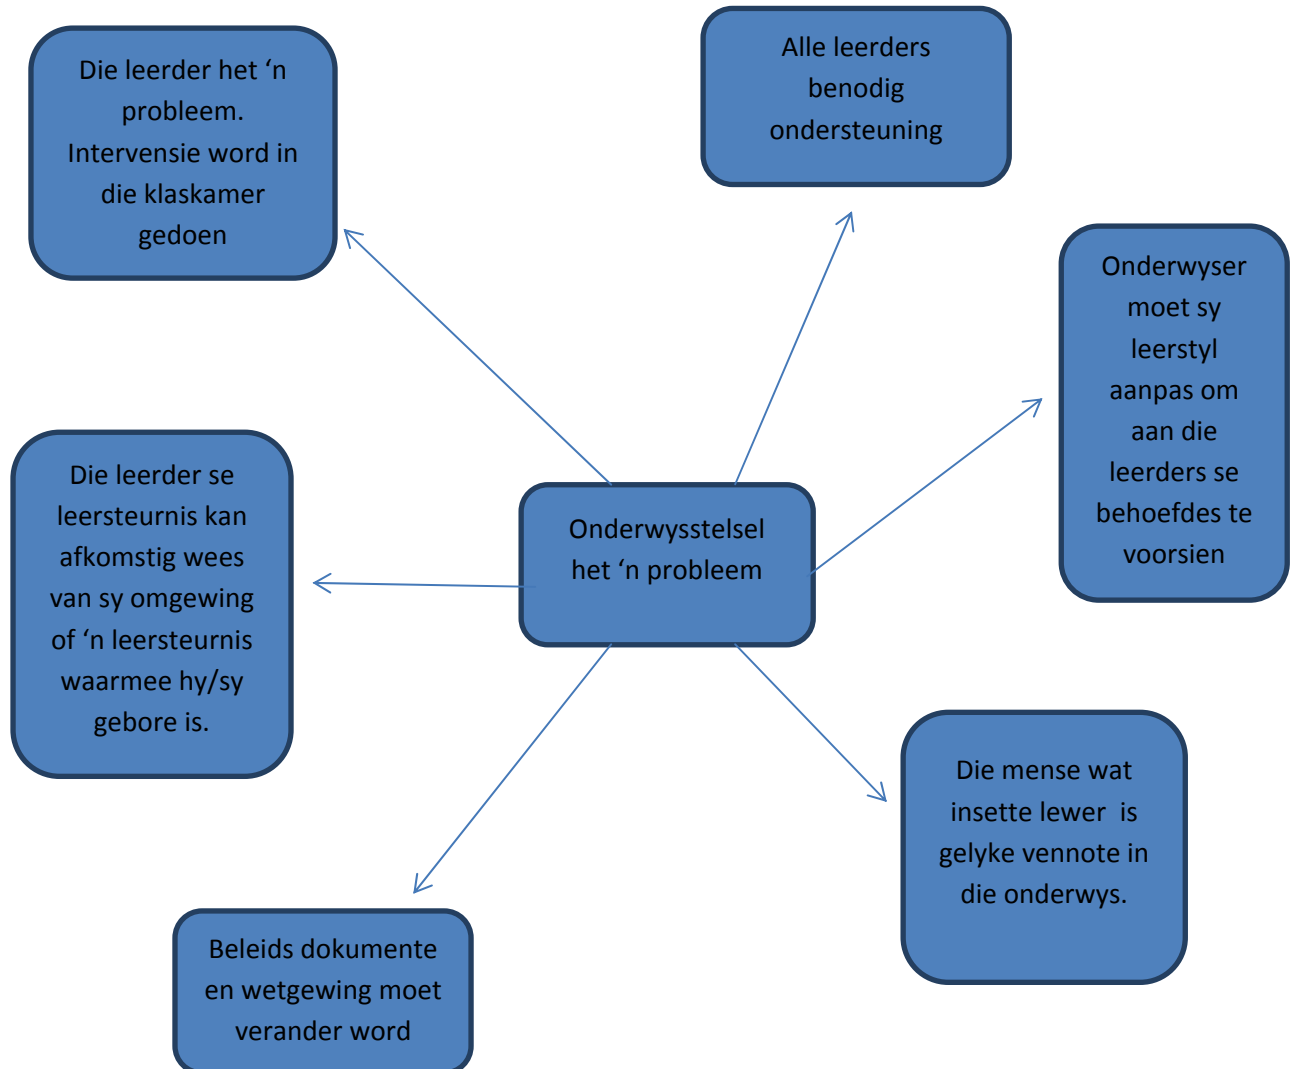 Die leerder het ‘n
probleem.
Intervensie word in
die klaskamer
gedoen
Alle leerders
benodig
ondersteuning
Onderwyser
moet sy
leerstyl
aanpas om
aan die
leerders se
behoefdes te
voorsien
Die leerder se
leersteurnis kan
afkomstig wees
van sy omgewing
of ‘n leersteurnis
waarmee hy/sy
gebore is.
Onderwysstelsel
het ‘n probleem
Die mense wat
insette lewer  is
gelyke vennote in
die onderwys.
Beleids dokumente
en wetgewing moet
verander word